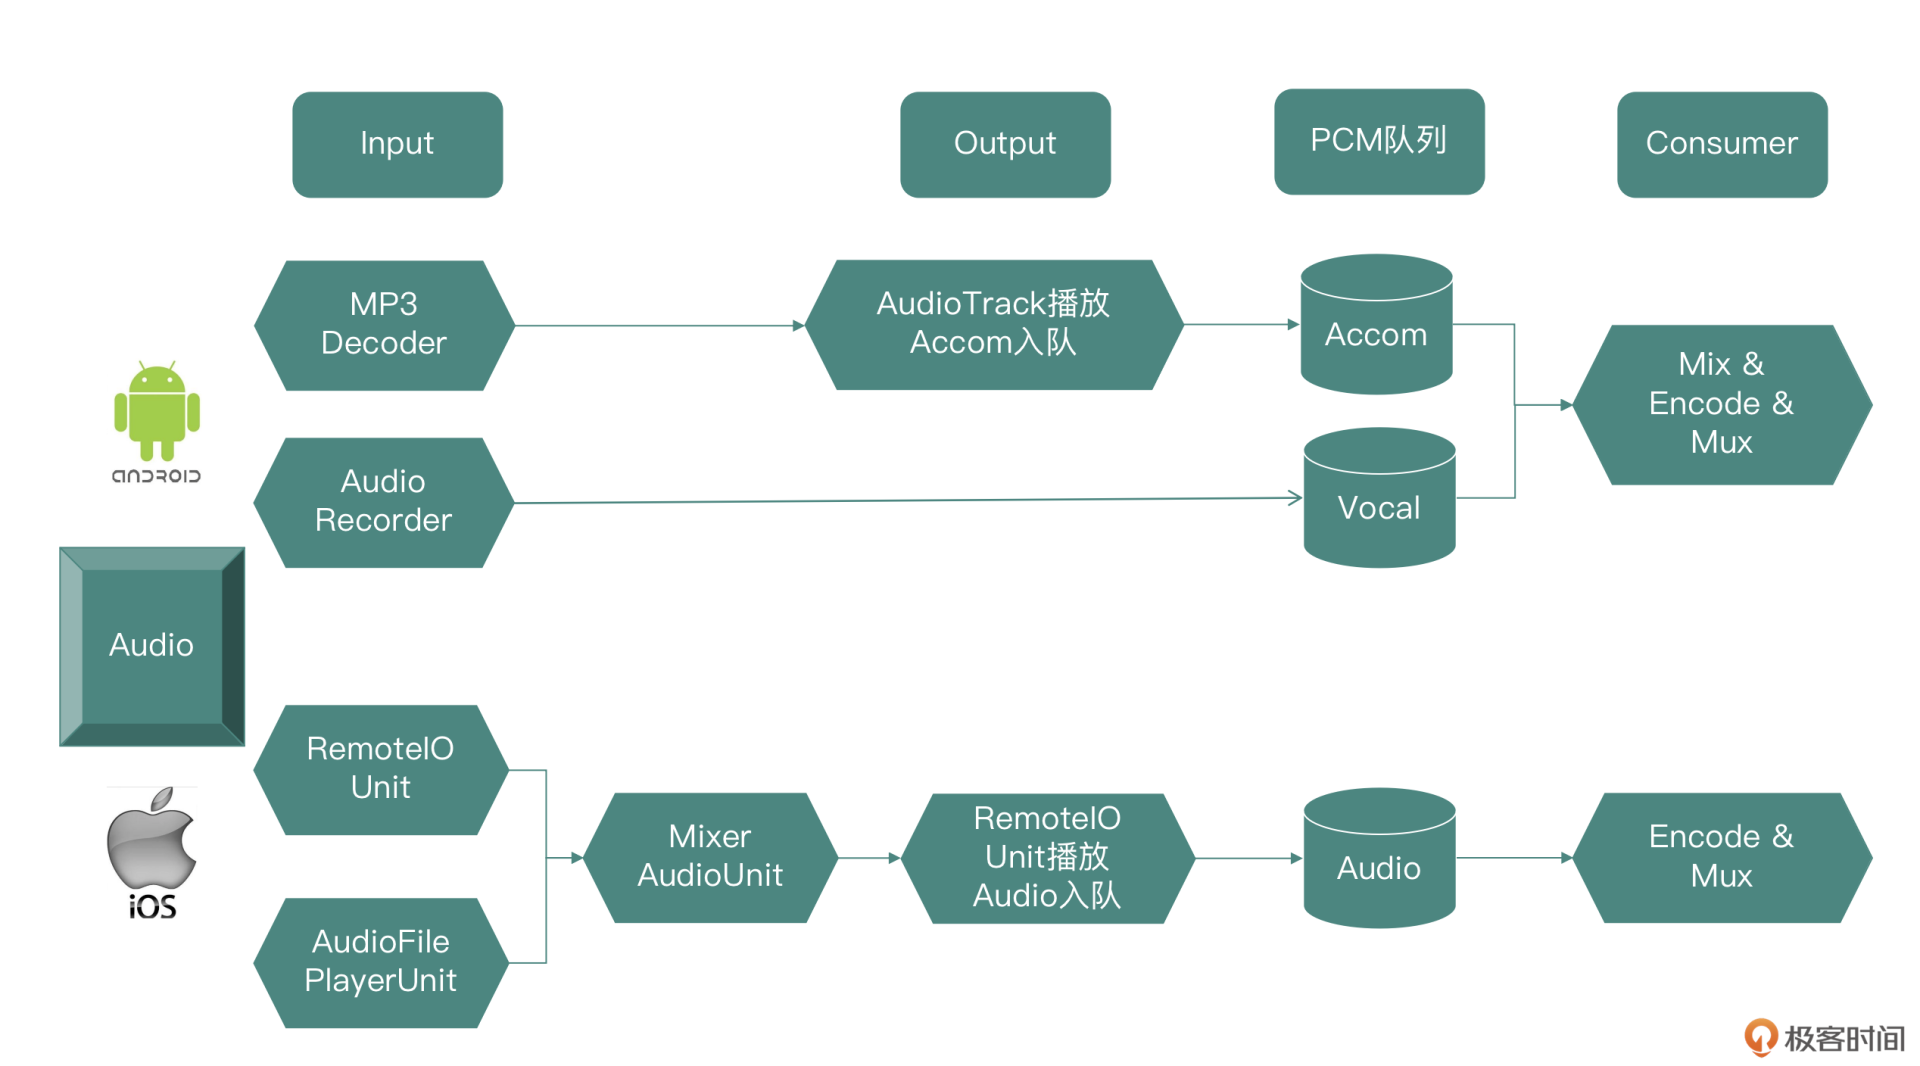 Input
Output
PCM队列
Consumer
MP3
Decoder
AudioTrack播放
Accom入队
Accom
Mix &
Encode &
Mux
ANDROID
Audio
Recorder
Vocal
Audio
RemoteIO
Unit
Mixer
AudioUnit
RemoteIO
Unit播放
Audio入队
Audio
Encode &
Mux
iOS
AudioFile
PlayerUnit
极客时间